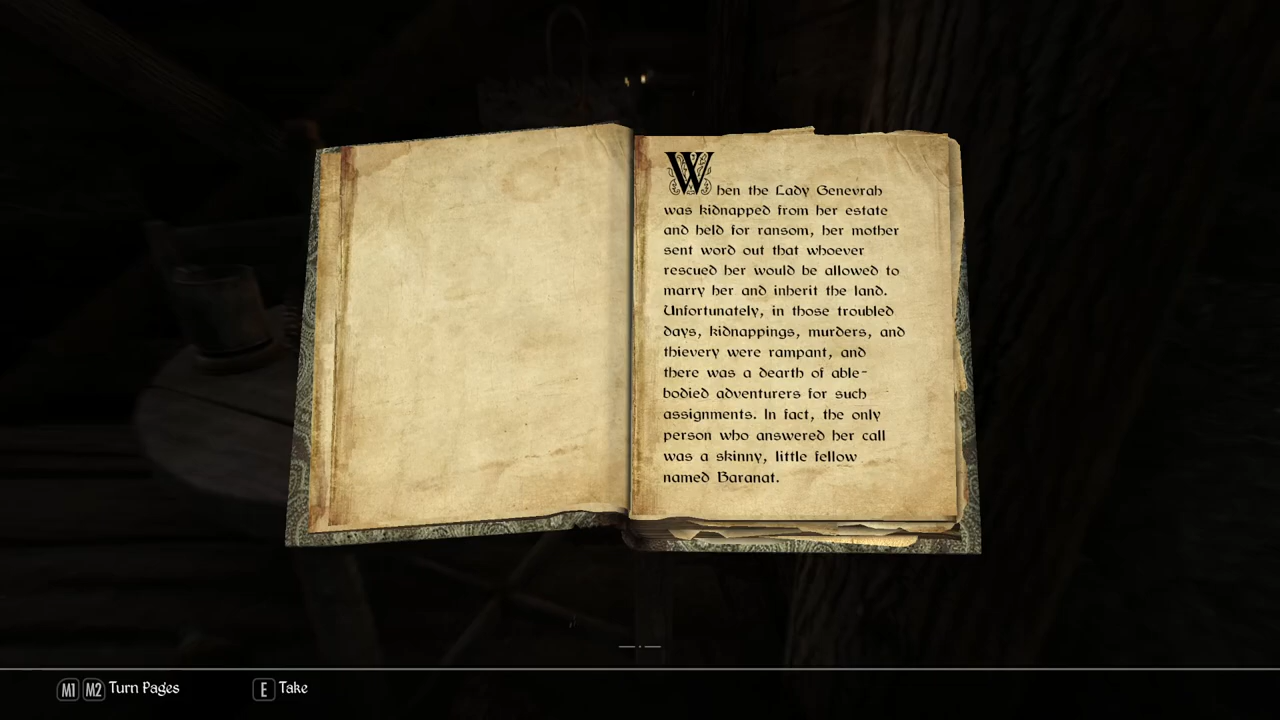 When the Lady Genevrah
was kidnapped from her estate
and held for ransom, her mother
sent word out that whoever
rescued her would be allowed to
marry her and inherit the land.
Unfortunately, in those troubled
days, kidnappings, murders, and
thievery were rampant, and
there was a dearth of able-
bodied adventurers for such
assignments. In fact, the only
person who answered her call
was a skinny, little fellow
named Baranat.
M1 M2 Turn Pages
E Take